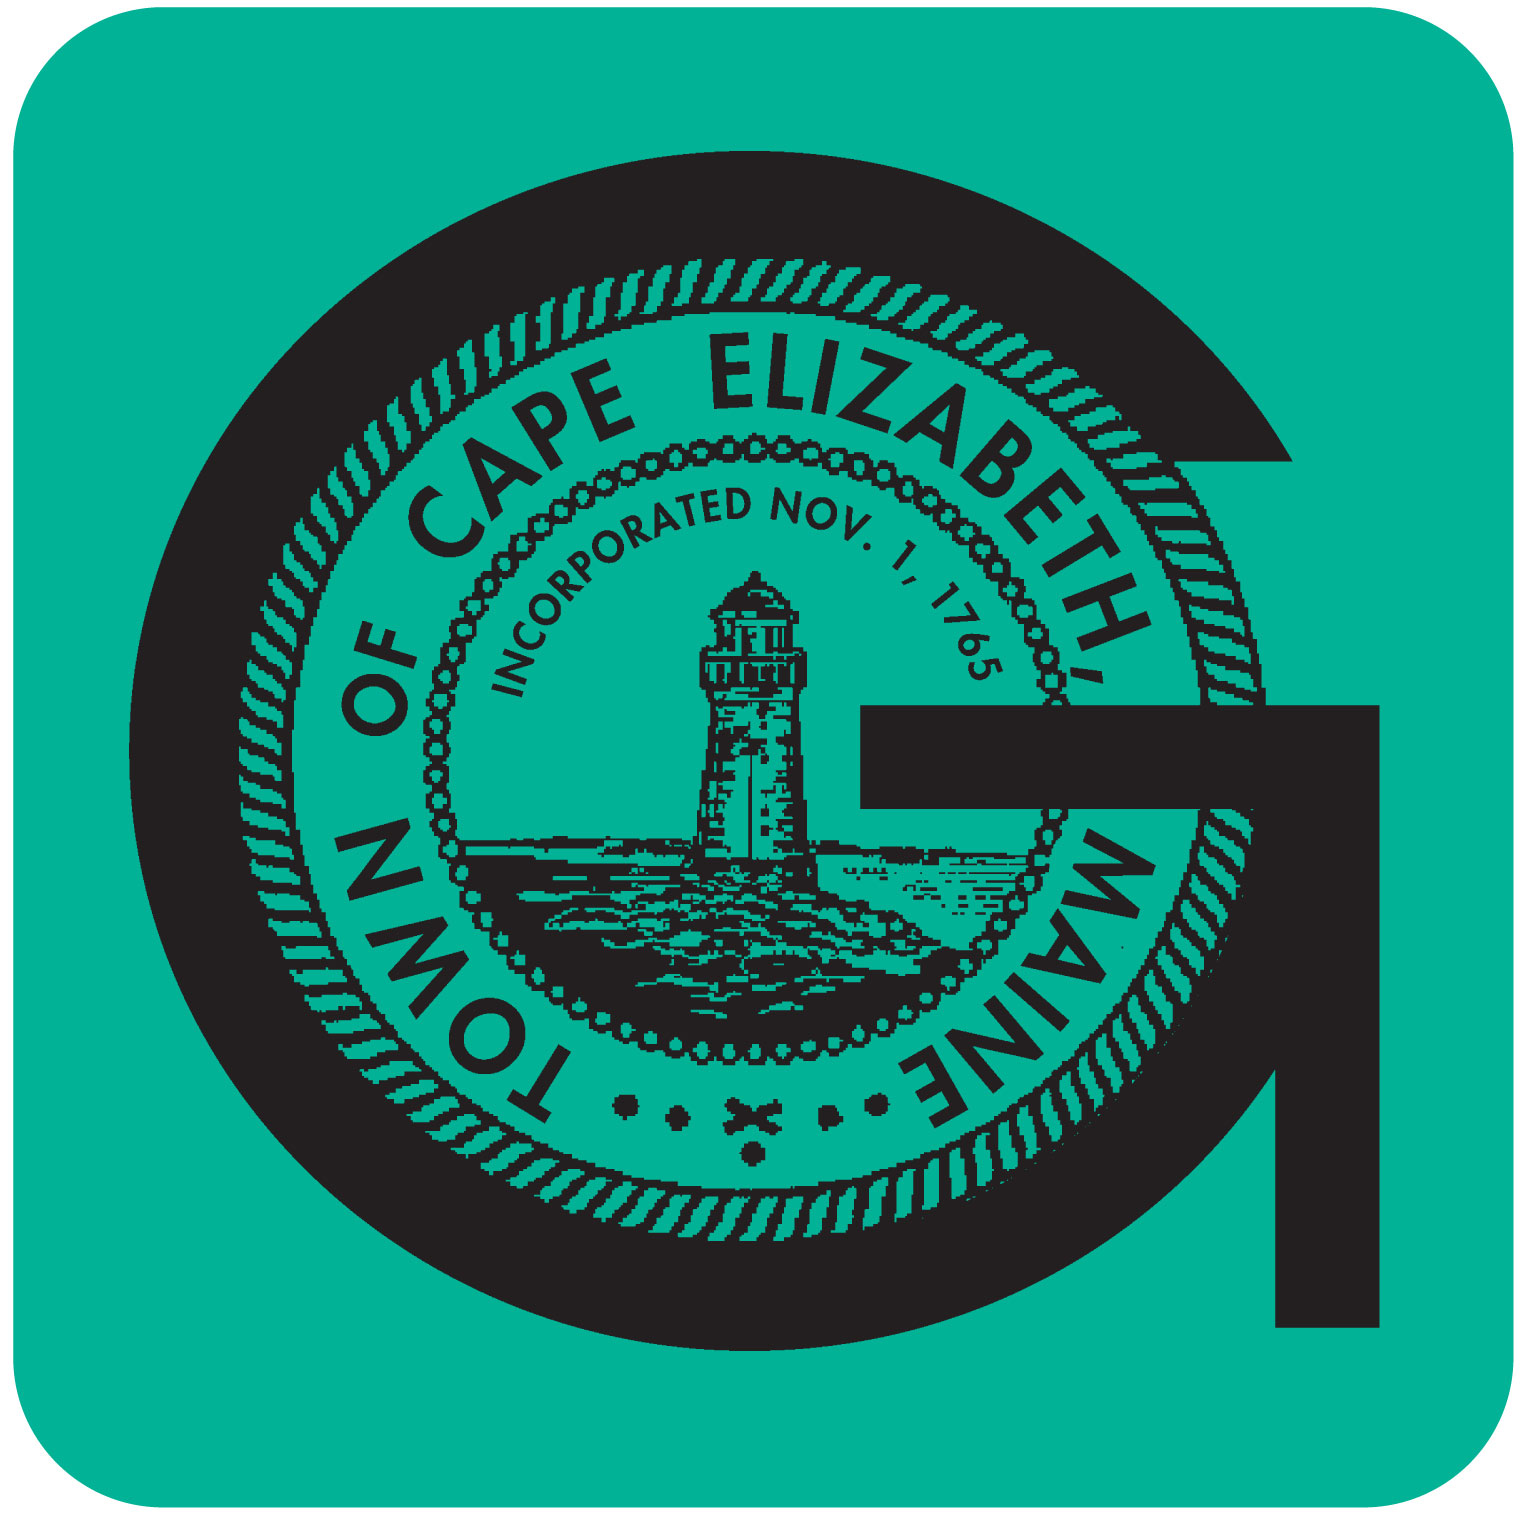 TOWN OF CAPE ELIZABETH, MAINE
INCORPORATED NOV. 1, 1765
G